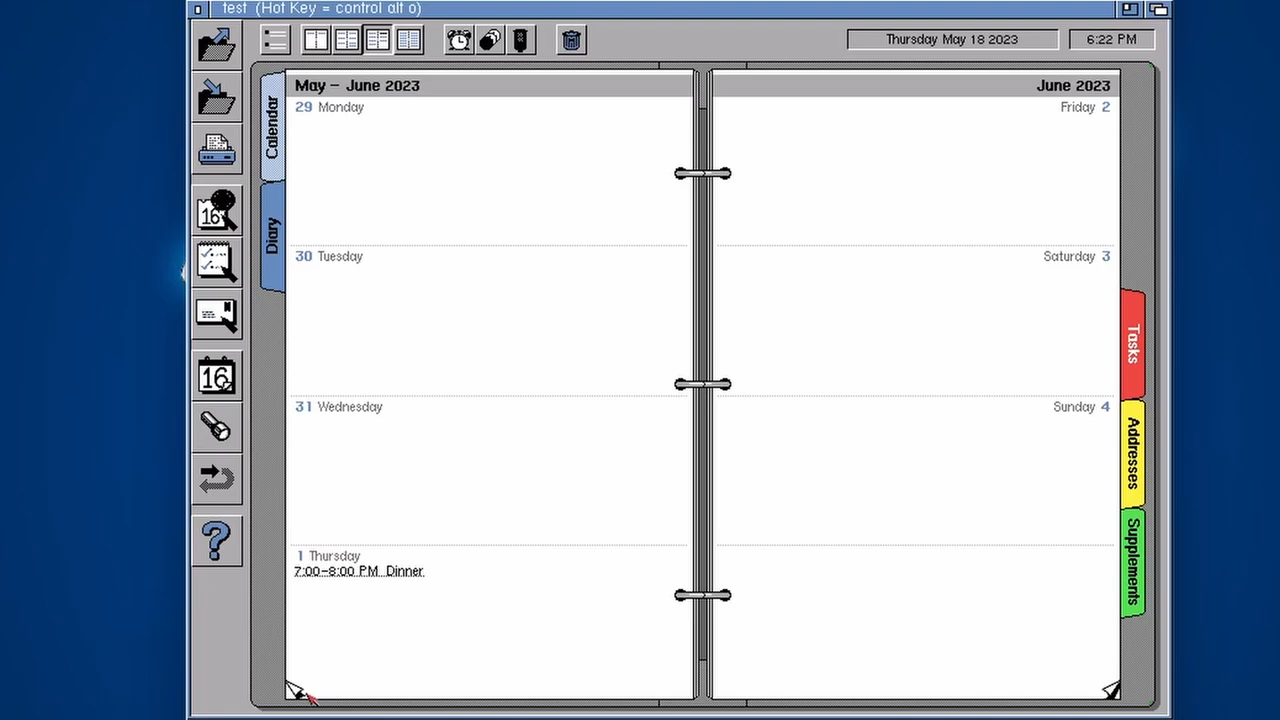 test (Hot Key = control alt o)
Thursday May 18 2023
6:22 PM
Calendar
Diary
May – June 2023
29 Monday
30 Tuesday
31 Wednesday
1 Thursday
7:00–8:00 PM Dinner
June 2023
Friday 2
Saturday 3
Sunday 4
Tasks
Addresses
Supplements
16
16
?